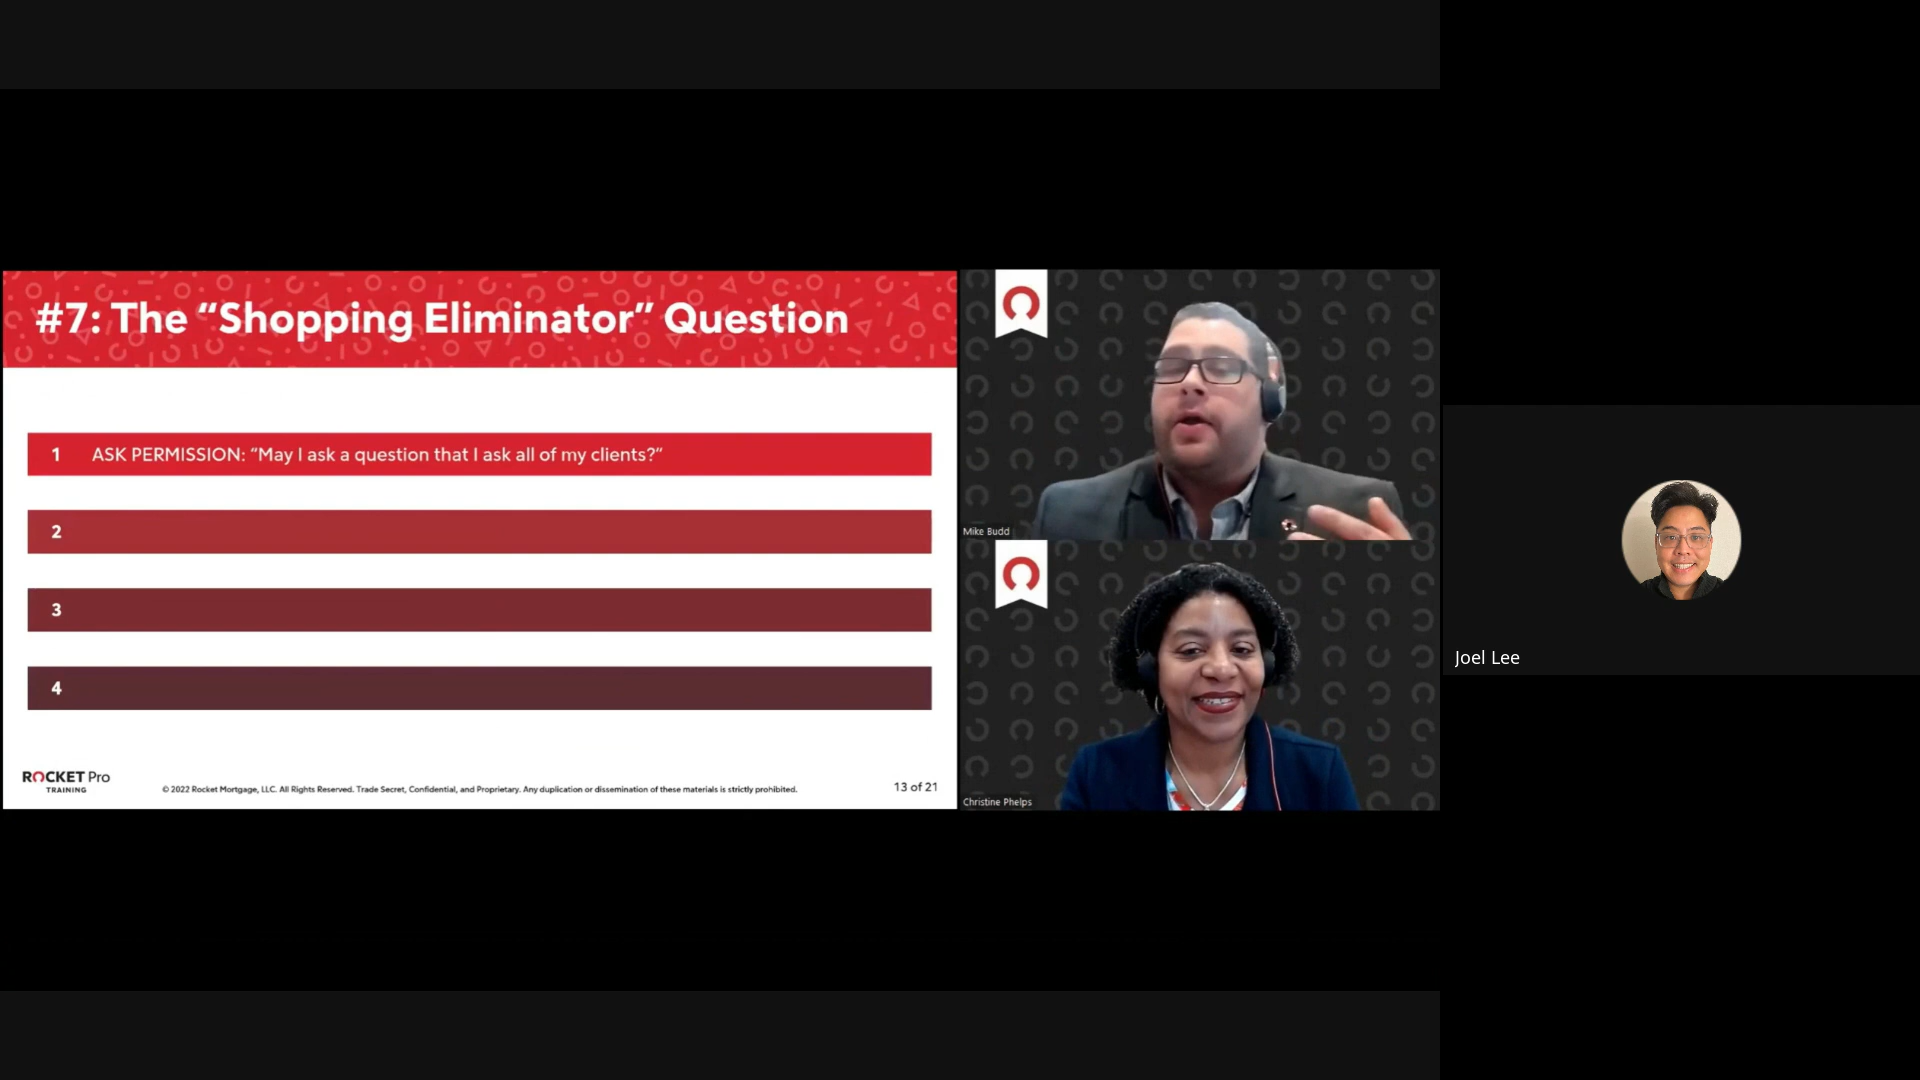 #7: The “Shopping Eliminator” Question
1 ASK PERMISSION: “May I ask a question that I ask all of my clients?”
2
3
4
ROCKET Pro
TRAINING
© 2022 Rocket Mortgage, LLC. All Rights Reserved. Trade Secret, Confidential, and Proprietary. Any duplication or dissemination of these materials is strictly prohibited.
13 of 21
Mike Budd
Christine Phelps
Joel Lee